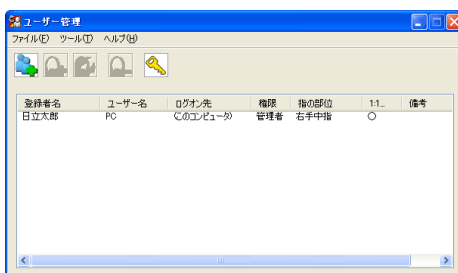 ユーザー管理
ファイル(F) ツール(T) ヘルプ(H)
登録者名 ユーザー名 ログオン先 権限 指の部位 1:1... 備考
日立太郎 PC (このコンピュータ) 管理者 右手中指 ○